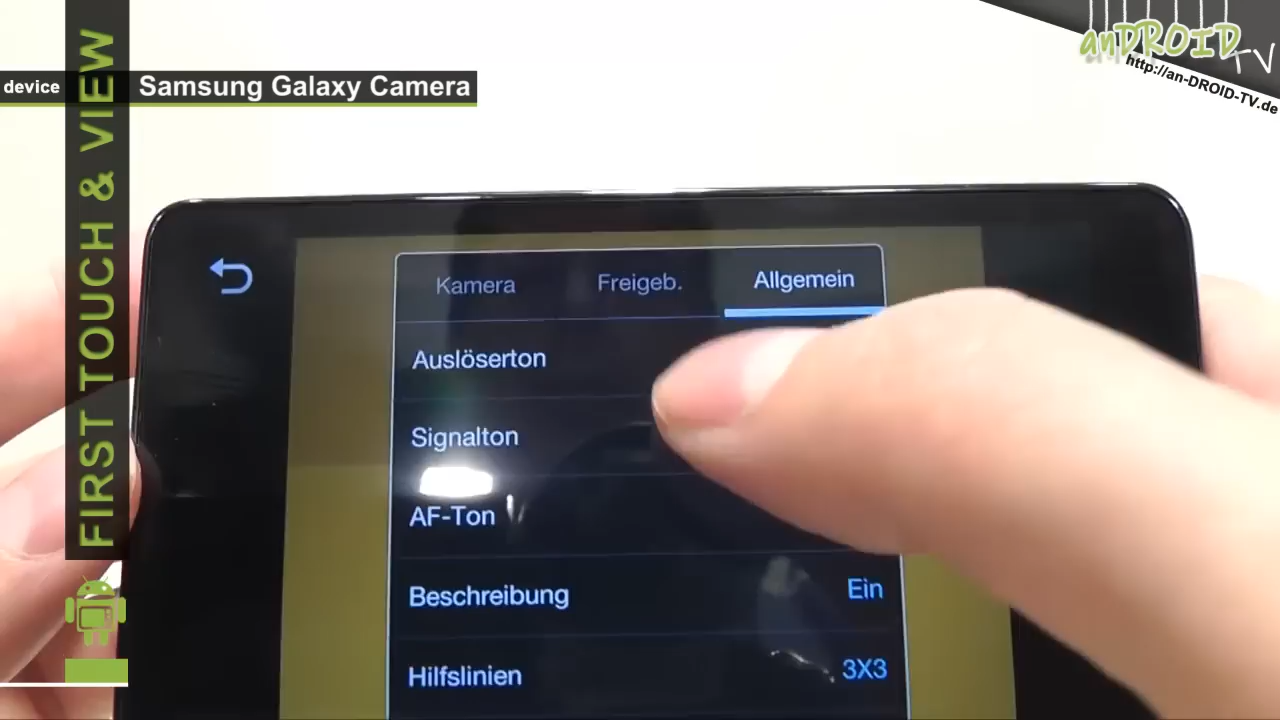 anDROID
TV
http://an-DROID-TV.de
device
Samsung Galaxy Camera
FIRST TOUCH & VIEW
Kamera
Freigeb.
Allgemein
Auslöserton
Signalton
AF-Ton
Beschreibung
Ein
Hilfslinien
3X3